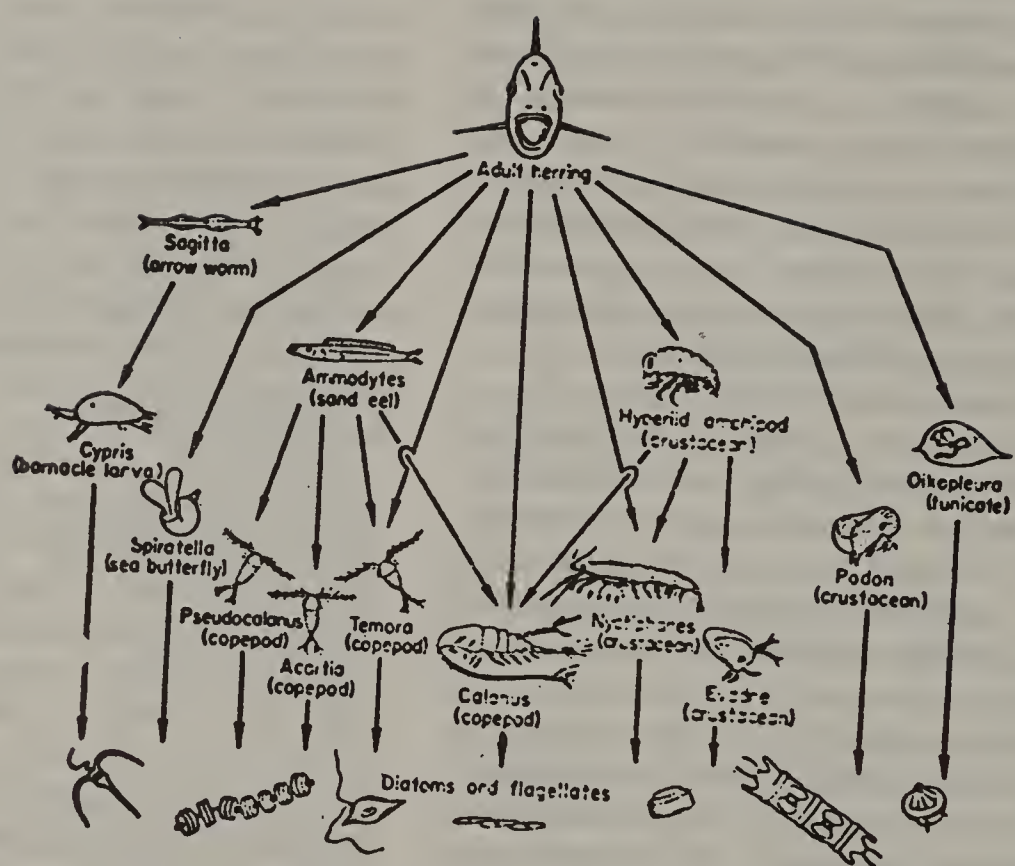 Adult herring
Sagitta
(arrow worm)
Ammodytes
(sand eel)
Hyperiid amphipod
(crustacean)
Cypris
(barnacle larva)
Oikopleura
(tunicate)
Spiratella
(sea butterfly)
Podon
(crustacean)
Pseudocalanus
(copepod)
Temora
(copepod)
Nyctiphanes
(crustacean)
Acartia
(copepod)
Calanus
(copepod)
Evadne
(crustacean)
Diatoms ord flagellates